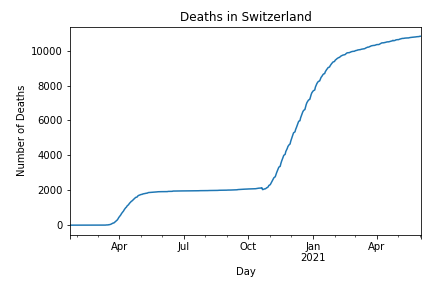 Deaths in Switzerland
Number of Deaths
10000
8000
6000
4000
2000
0
Apr
Jul
Oct
Jan
2021
Apr
Day